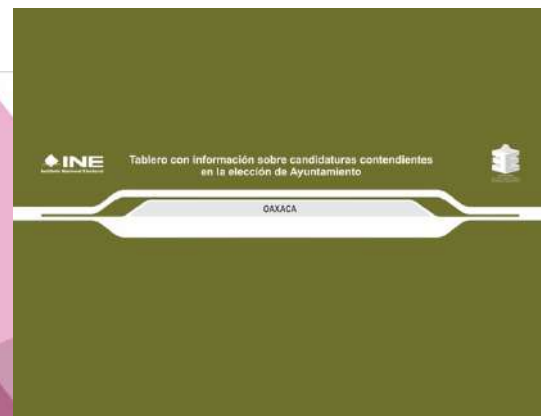 INE
Instituto Nacional Electoral
Tablero con información sobre candidaturas contendientes
en la elección de Ayuntamiento
OAXACA